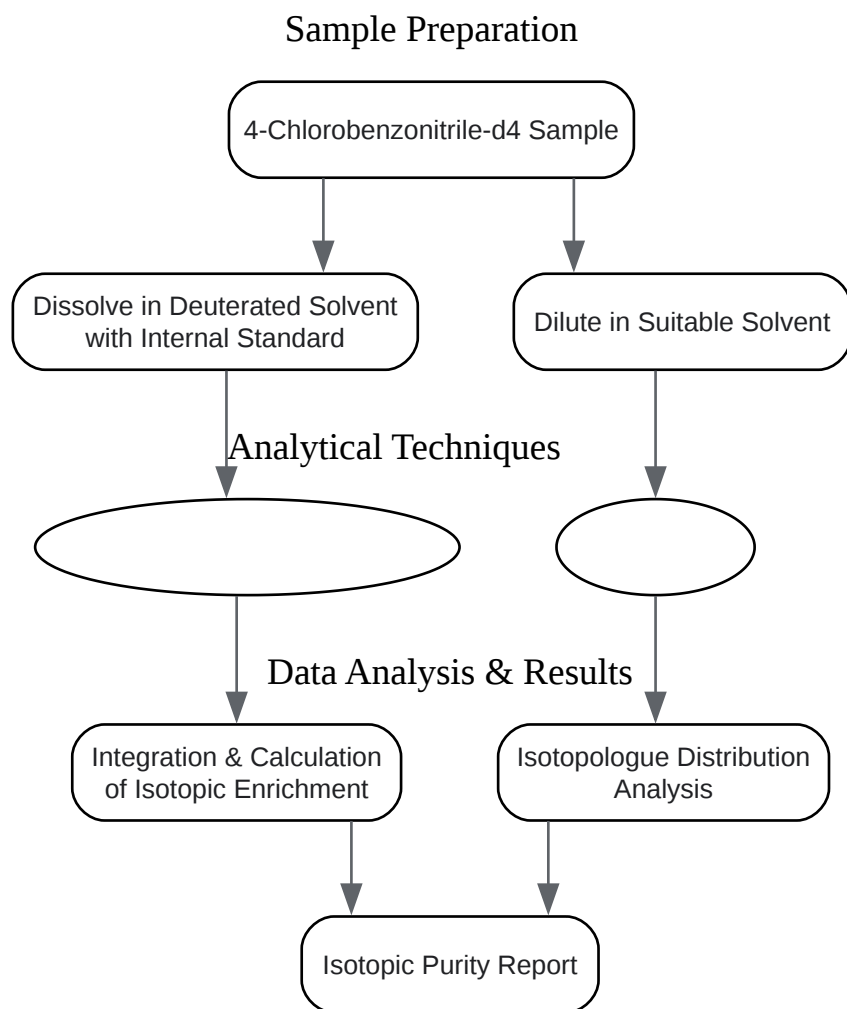 Sample Preparation
4-Chlorobenzonitrile-d4 Sample
Dissolve in Deuterated Solvent
with Internal Standard
Dilute in Suitable Solvent
Analytical Techniques
Data Analysis & Results
Integration & Calculation
of Isotopic Enrichment
Isotopologue Distribution
Analysis
Isotopic Purity Report